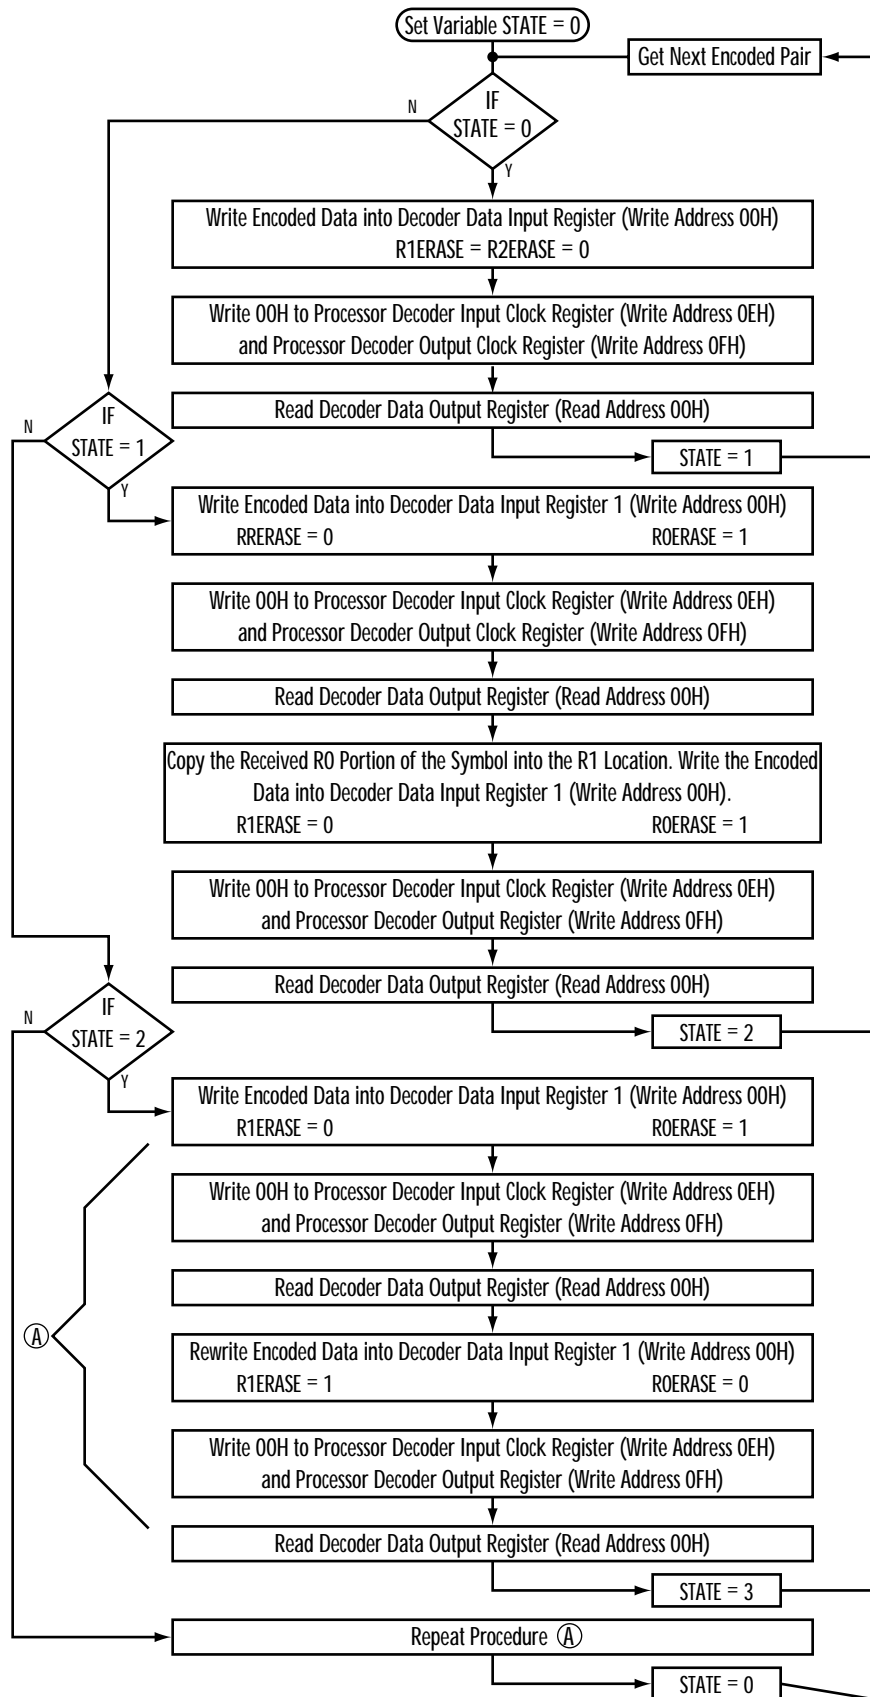 Set Variable STATE = 0
Get Next Encoded Pair
IF
STATE = 0
N
Y
Write Encoded Data into Decoder Data Input Register (Write Address 00H)
R1ERASE = R2ERASE = 0
Write 00H to Processor Decoder Input Clock Register (Write Address 0EH)
and Processor Decoder Output Clock Register (Write Address 0FH)
Read Decoder Data Output Register (Read Address 00H)
STATE = 1
IF
STATE = 1
N
Y
Write Encoded Data into Decoder Data Input Register 1 (Write Address 00H)
RRERASE = 0 R0ERASE = 1
Write 00H to Processor Decoder Input Clock Register (Write Address 0EH)
and Processor Decoder Output Clock Register (Write Address 0FH)
Read Decoder Data Output Register (Read Address 00H)
Copy the Received R0 Portion of the Symbol into the R1 Location. Write the Encoded
Data into Decoder Data Input Register 1 (Write Address 00H).
R1ERASE = 0 R0ERASE = 1
Write 00H to Processor Decoder Input Clock Register (Write Address 0EH)
and Processor Decoder Output Register (Write Address 0FH)
Read Decoder Data Output Register (Read Address 00H)
STATE = 2
IF
STATE = 2
N
Y
Write Encoded Data into Decoder Data Input Register 1 (Write Address 00H)
R1ERASE = 0 R0ERASE = 1
Write 00H to Processor Decoder Input Clock Register (Write Address 0EH)
and Processor Decoder Output Register (Write Address 0FH)
Read Decoder Data Output Register (Read Address 00H)
A
Rewrite Encoded Data into Decoder Data Input Register 1 (Write Address 00H)
R1ERASE = 1 R0ERASE = 0
Write 00H to Processor Decoder Input Clock Register (Write Address 0EH)
and Processor Decoder Output Register (Write Address 0FH)
Read Decoder Data Output Register (Read Address 00H)
STATE = 3
Repeat Procedure A
STATE = 0